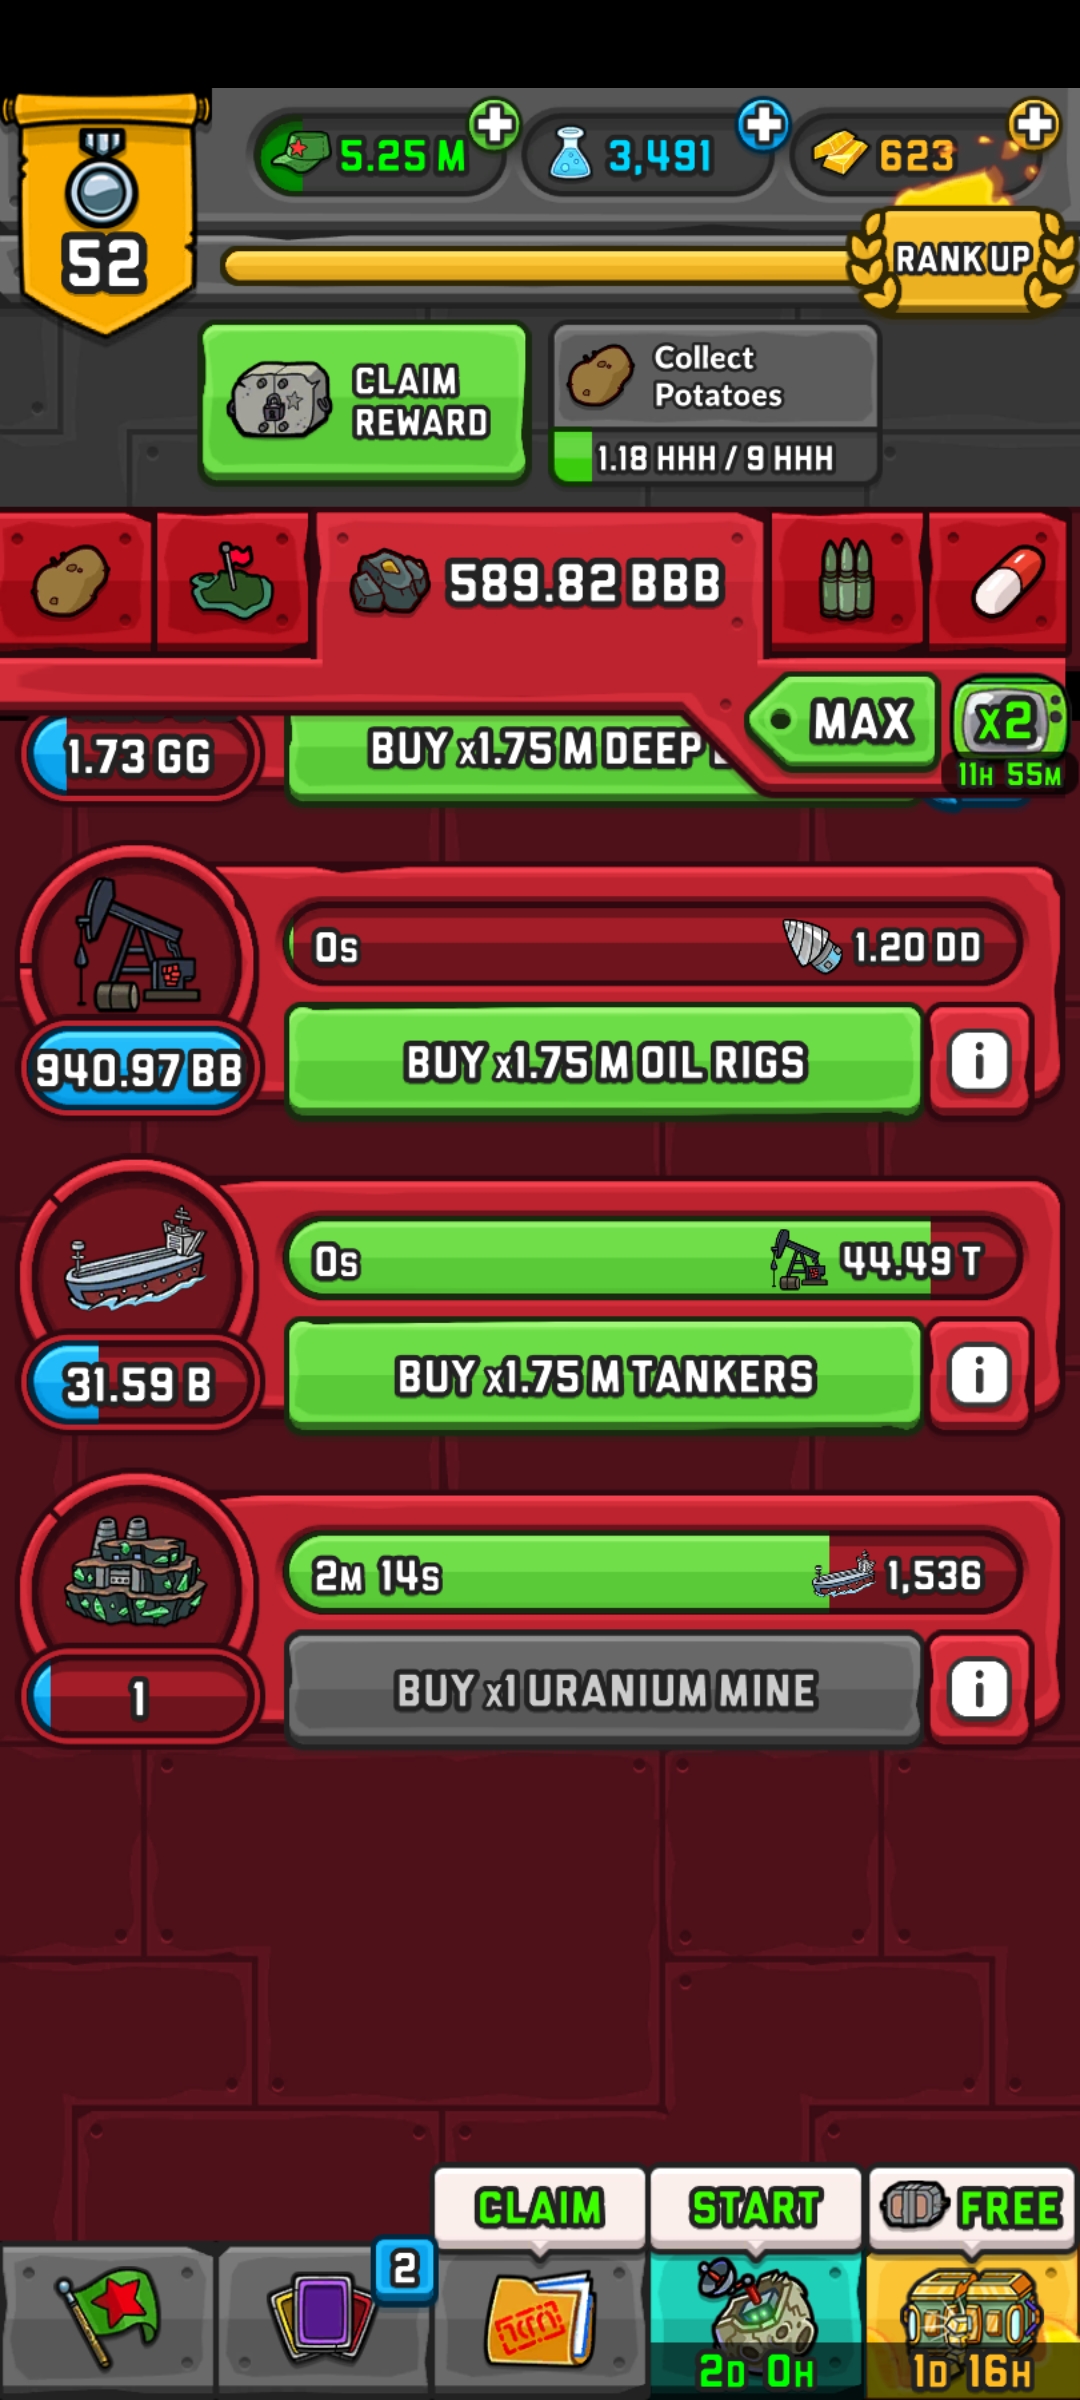 5.25 M
3,491
623
52
RANK UP
CLAIM
REWARD
Collect
Potatoes
1.18 HHH / 9 HHH
589.82 BBB
MAX
x2
11H 55M
1.73 GG
BUY x1.75 M DEEP
0s
1.20 DD
940.97 BB
BUY x1.75 M OIL RIGS
i
0s
44.49 T
31.59 B
BUY x1.75 M TANKERS
i
2M 14s
1,536
1
BUY x1 URANIUM MINE
i
CLAIM
START
FREE
2
2D 0H
1D 16H